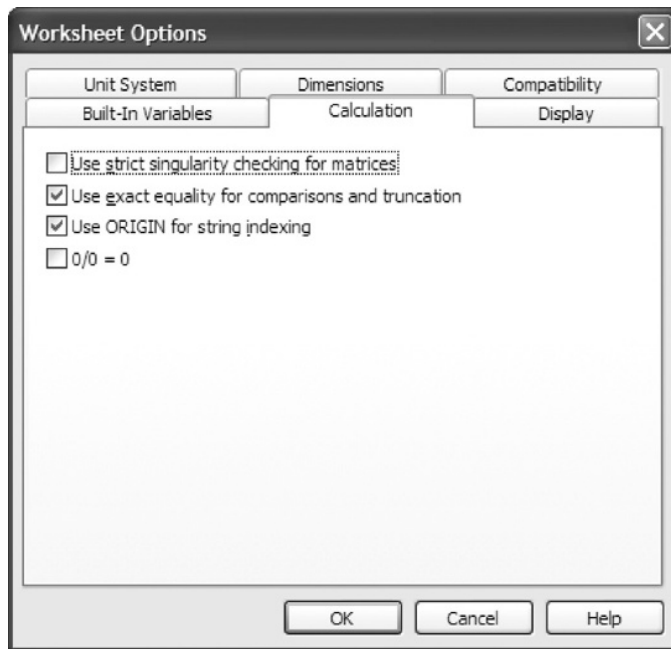 Worksheet Options
Unit System Dimensions Compatibility
Built-In Variables Calculation Display
Use strict singularity checking for matrices
Use exact equality for comparisons and truncation
Use ORIGIN for string indexing
0/0 = 0
OK Cancel Help